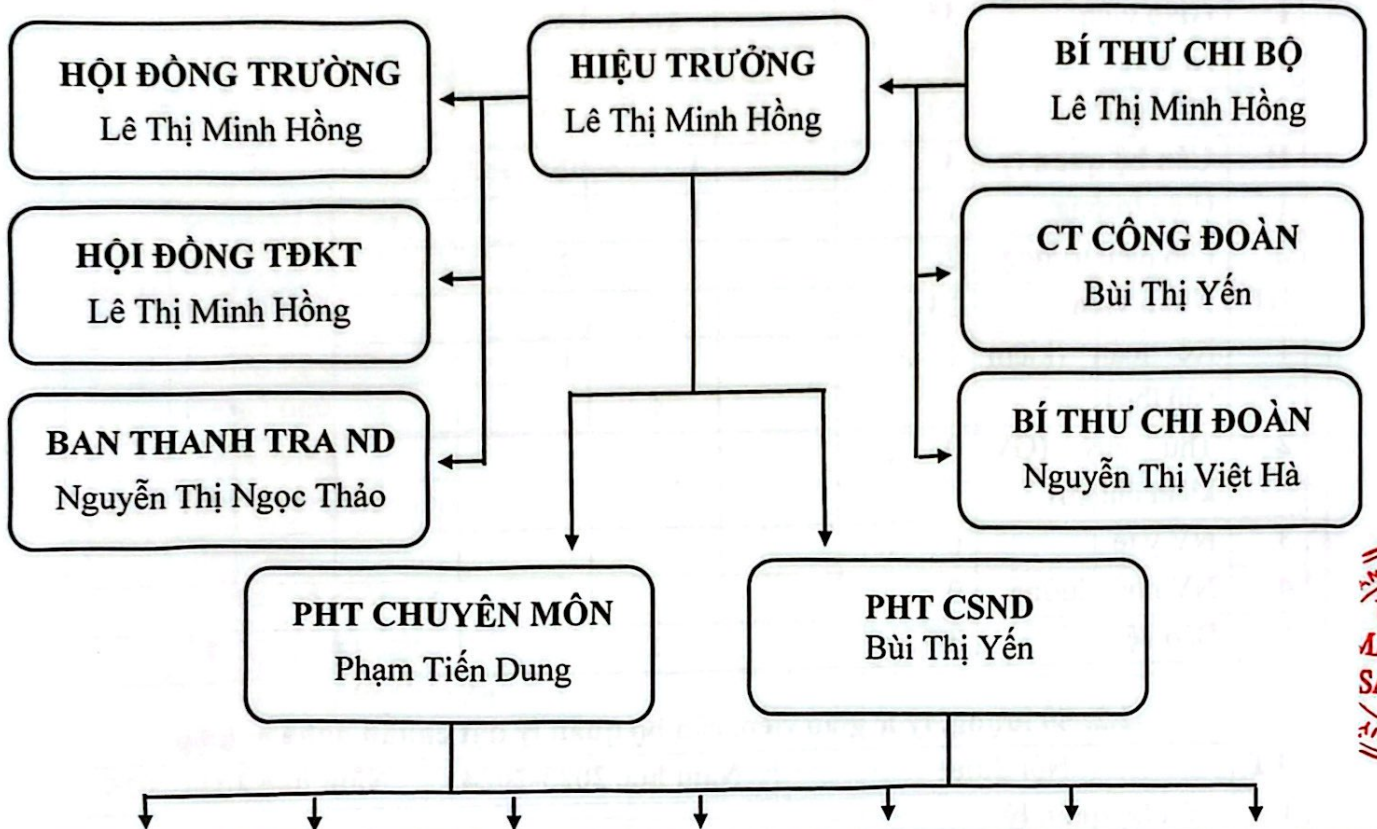 HỘI ĐỒNG TRƯỜNG
Lê Thị Minh Hồng
HIỆU TRƯỞNG
Lê Thị Minh Hồng
BÍ THƯ CHI BỘ
Lê Thị Minh Hồng
HỘI ĐỒNG TĐKT
Lê Thị Minh Hồng
CT CÔNG ĐOÀN
Bùi Thị Yến
BAN THANH TRA ND
Nguyễn Thị Ngọc Thảo
BÍ THƯ CHI ĐOÀN
Nguyễn Thị Việt Hà
PHT CHUYÊN MÔN
Phạm Tiến Dung
PHT CSND
Bùi Thị Yến